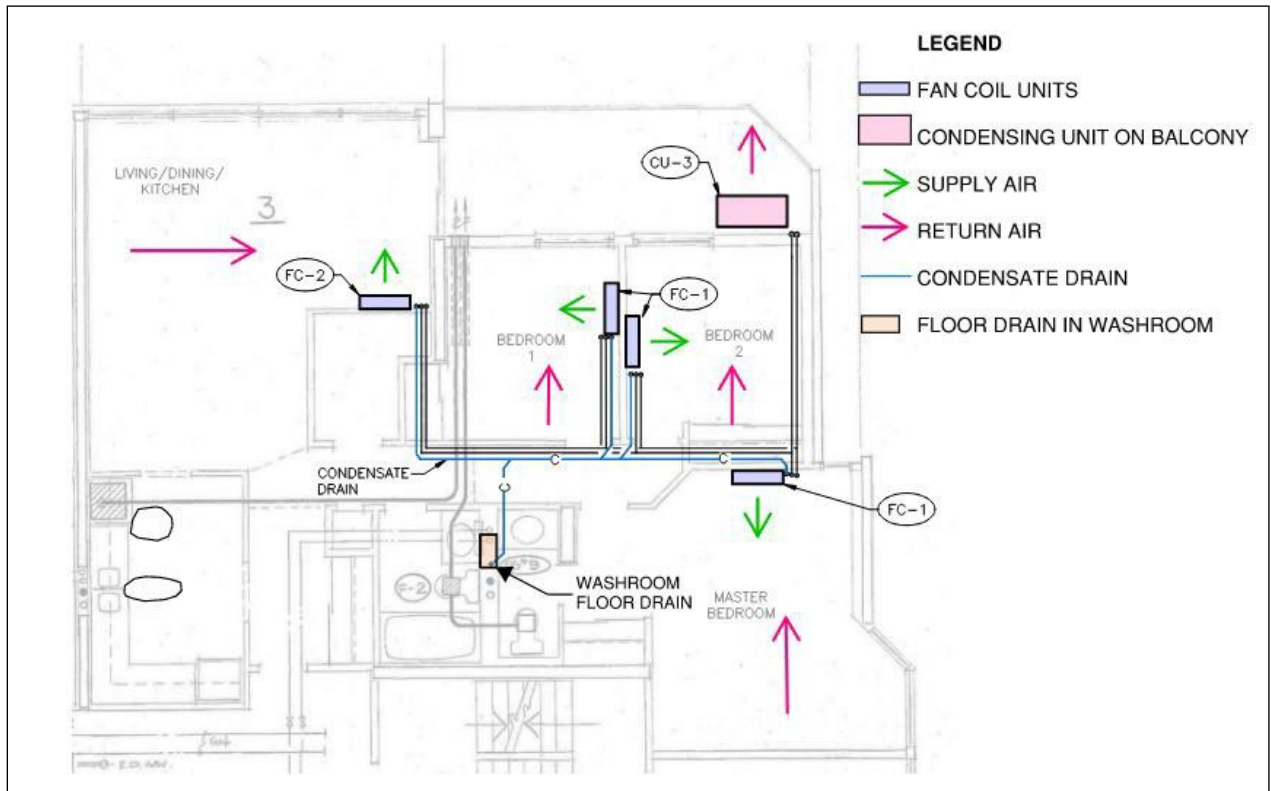 LEGEND
FAN COIL UNITS
CONDENSING UNIT ON BALCONY
SUPPLY AIR
RETURN AIR
CONDENSATE DRAIN
FLOOR DRAIN IN WASHROOM
CU-3
LIVING/DINING/
KITCHEN
3
FC-2
FC-1
BEDROOM
1
BEDROOM
2
C
C
CONDENSATE
DRAIN
C
FC-1
WASHROOM
FLOOR DRAIN
MASTER
BEDROOM